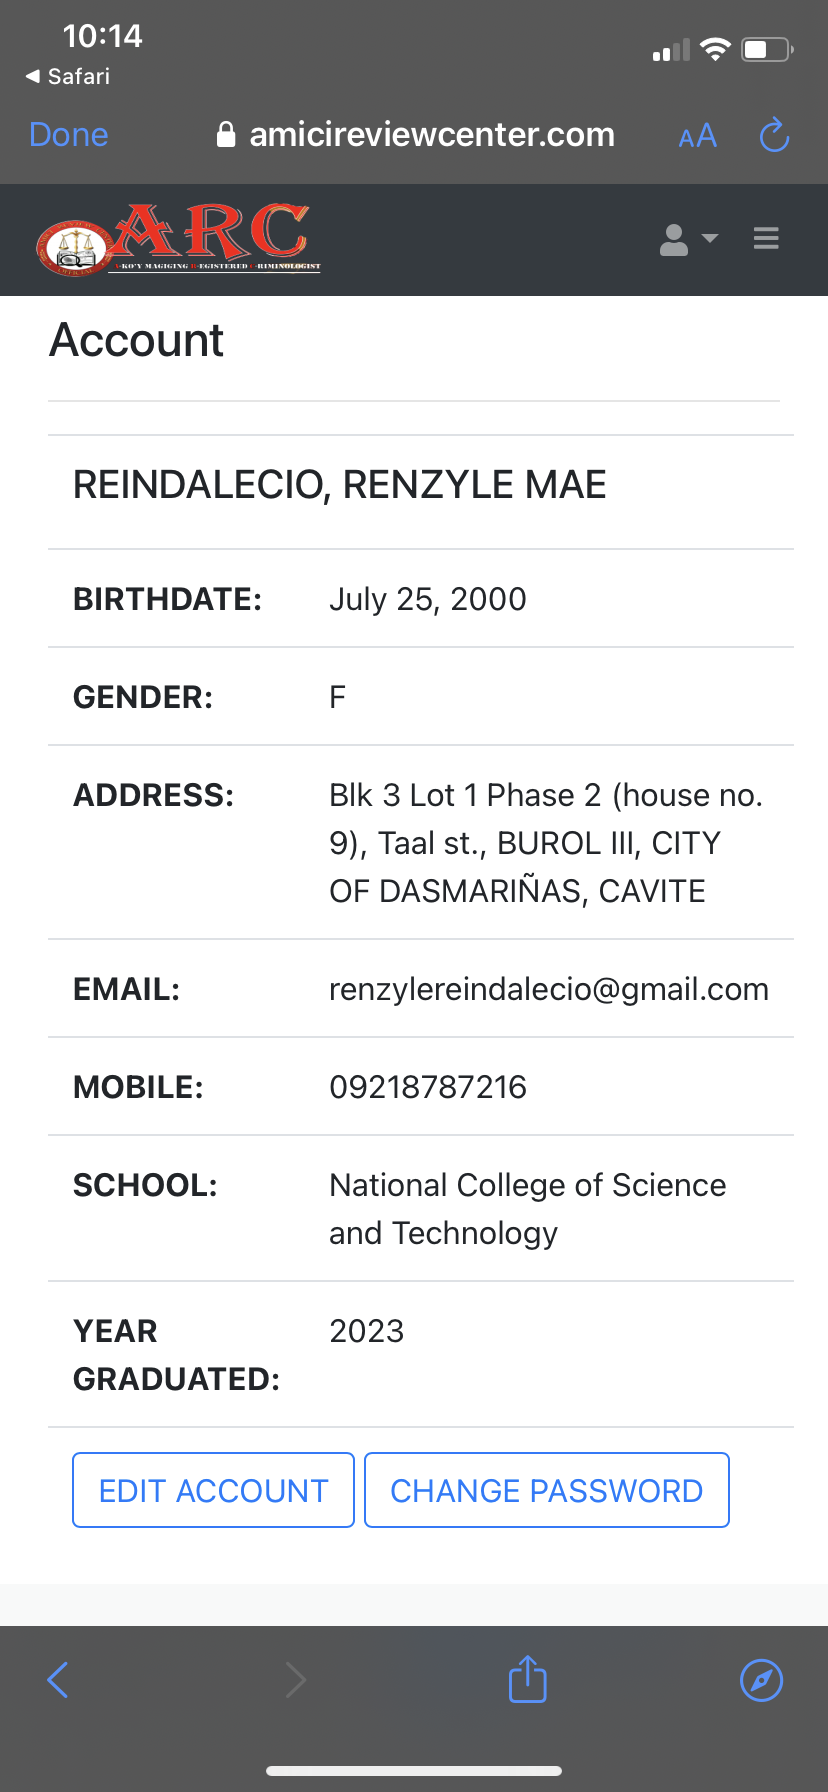 10:14
◀ Safari
Done
amicireviewcenter.com
AA
ARC
A-KO'Y MAGIGING R-EGISTERED C-RIMINOLOGIST
Account
REINDALECIO, RENZYLE MAE
BIRTHDATE: July 25, 2000
GENDER: F
ADDRESS: Blk 3 Lot 1 Phase 2 (house no.
9), Taal st., BUROL III, CITY
OF DASMARIÑAS, CAVITE
EMAIL: renzylereindalecio@gmail.com
MOBILE: 09218787216
SCHOOL: National College of Science
and Technology
YEAR 2023
GRADUATED:
EDIT ACCOUNT CHANGE PASSWORD